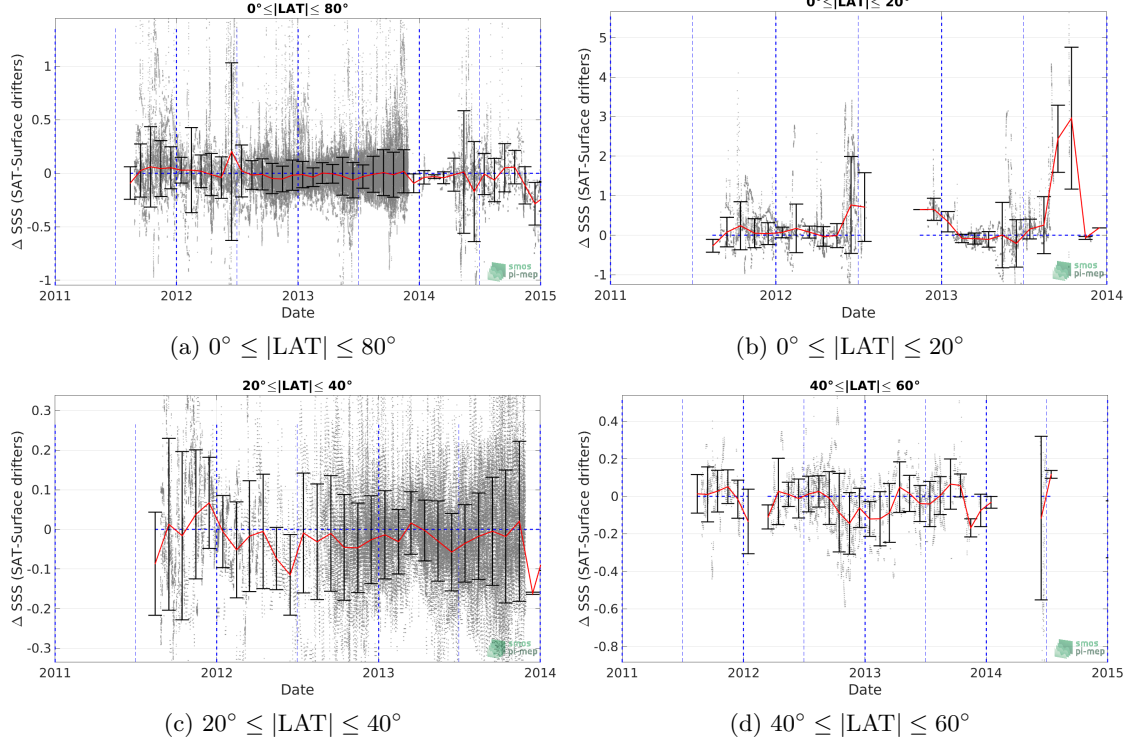 0°≤|LAT|≤ 80°
Δ SSS (SAT-Surface drifters)
1
0.5
0
-0.5
-1
2011
2012
2013
2014
2015
Date
smos
pi-mep
(a) 0° ≤ |LAT| ≤ 80°
0°≤|LAT|≤ 20°
Δ SSS (SAT-Surface drifters)
5
4
3
2
1
0
-1
2011
2012
2013
2014
Date
smos
pi-mep
(b) 0° ≤ |LAT| ≤ 20°
20°≤|LAT|≤ 40°
Δ SSS (SAT-Surface drifters)
0.3
0.2
0.1
0
-0.1
-0.2
-0.3
2011
2012
2013
2014
Date
smos
pi-mep
(c) 20° ≤ |LAT| ≤ 40°
40°≤|LAT|≤ 60°
Δ SSS (SAT-Surface drifters)
0.4
0.2
0
-0.2
-0.4
-0.6
-0.8
2011
2012
2013
2014
2015
Date
smos
pi-mep
(d) 40° ≤ |LAT| ≤ 60°